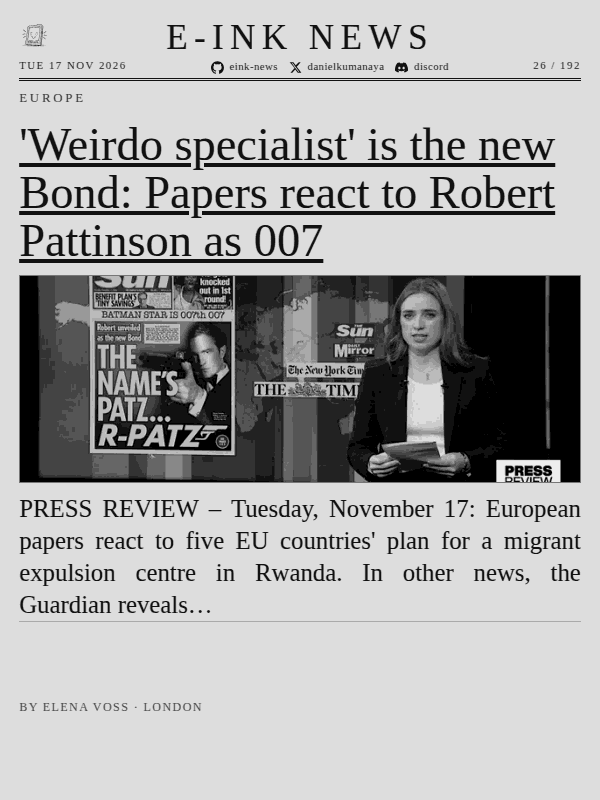 E-INK NEWS
TUE 17 NOV 2026
eink-news
danielkumanaya
discord
26 / 192
EUROPE
'Weirdo specialist' is the new
Bond: Papers react to Robert
Pattinson as 007
Sun
BENEFIT PLAN'S
TINY SAVINGS
knocked
out in 1st
round!
BATMAN STAR IS 007th 007
Robert unveiled
as the new Bond
THE
NAME'S
PATZ...
R-PATZ
THE Sun
DAILY
Mirror
The New York Tim
THE TIM
PRESS
REVIEW
PRESS REVIEW – Tuesday, November 17: European
papers react to five EU countries' plan for a migrant
expulsion centre in Rwanda. In other news, the
Guardian reveals…
BY ELENA VOSS · LONDON